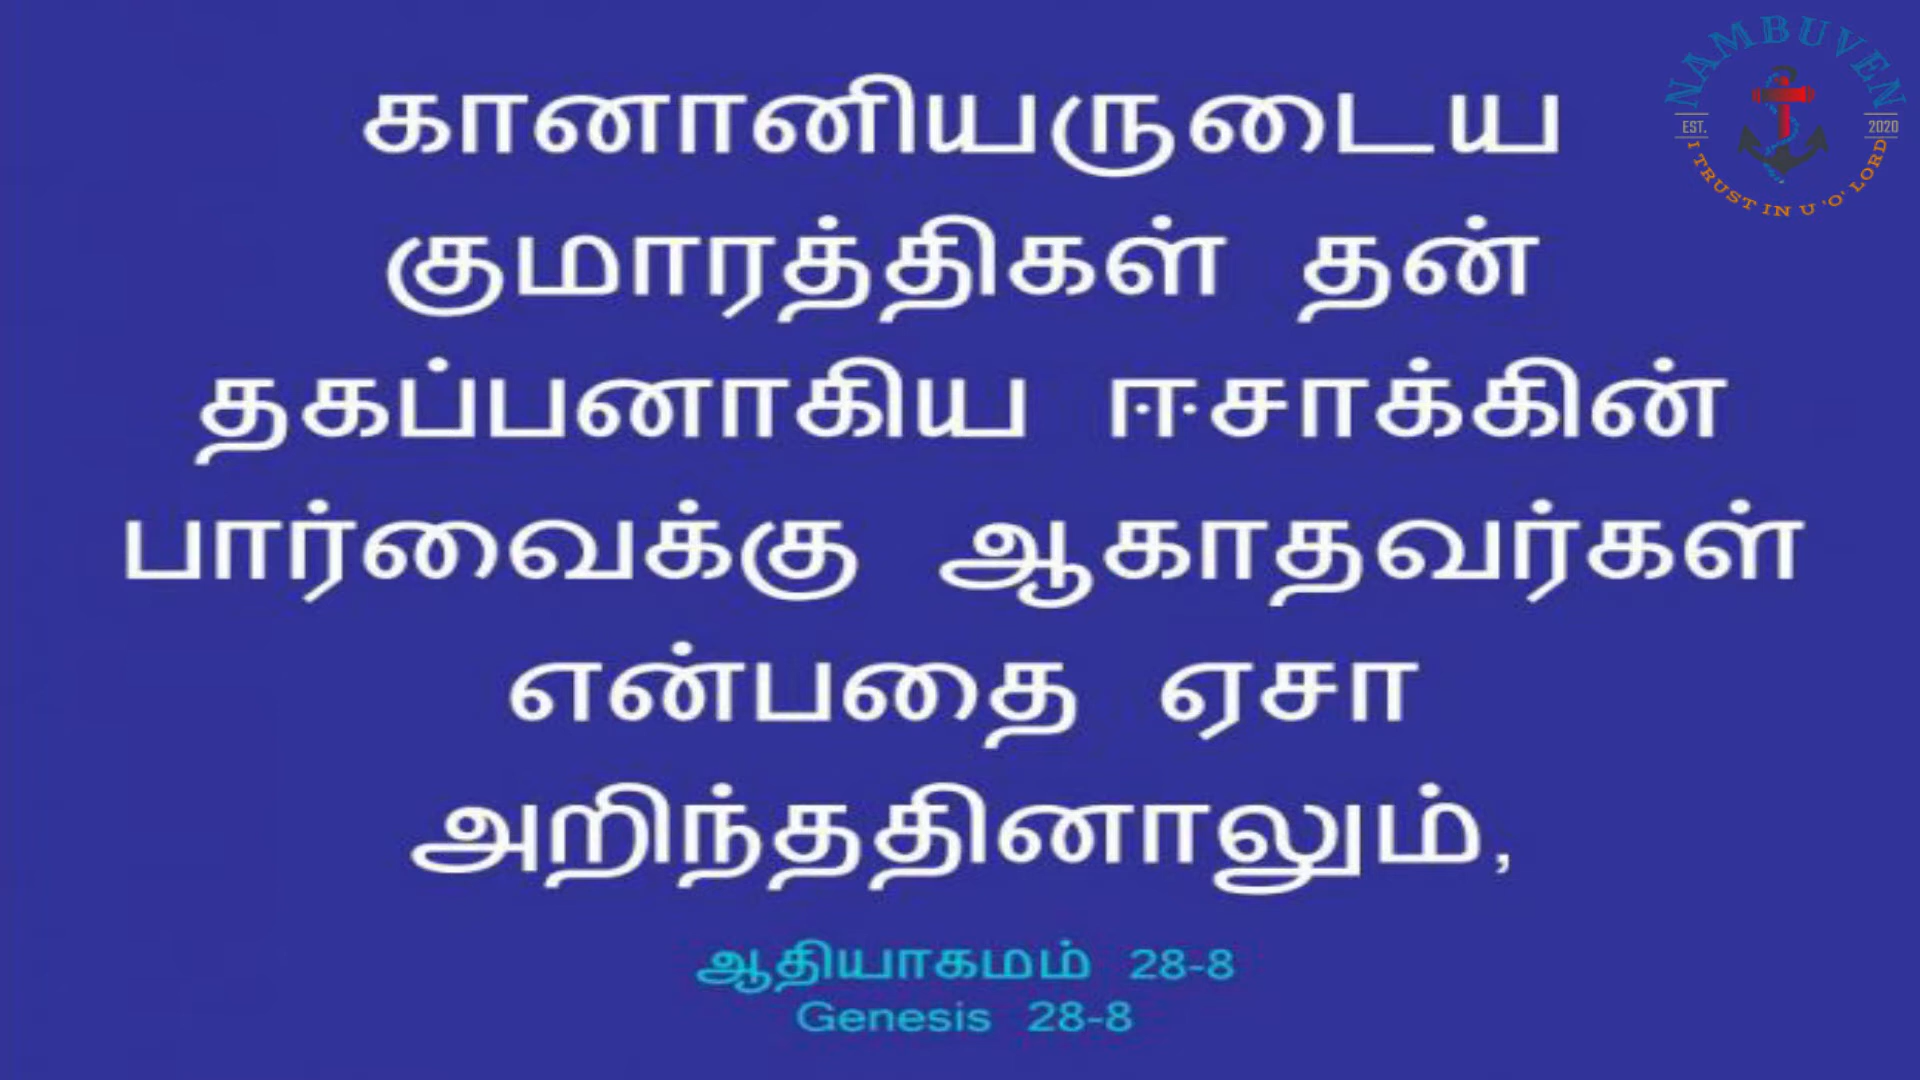 NAMBUVEN
EST. 2020
I TRUST IN U 'O' LORD
கானானியருடைய
குமாரத்திகள் தன்
தகப்பனாகிய ஈசாக்கின்
பார்வைக்கு ஆகாதவர்கள்
என்பதை ஏசா
அறிந்ததினாலும்,
ஆதியாகமம் 28-8
Genesis 28-8